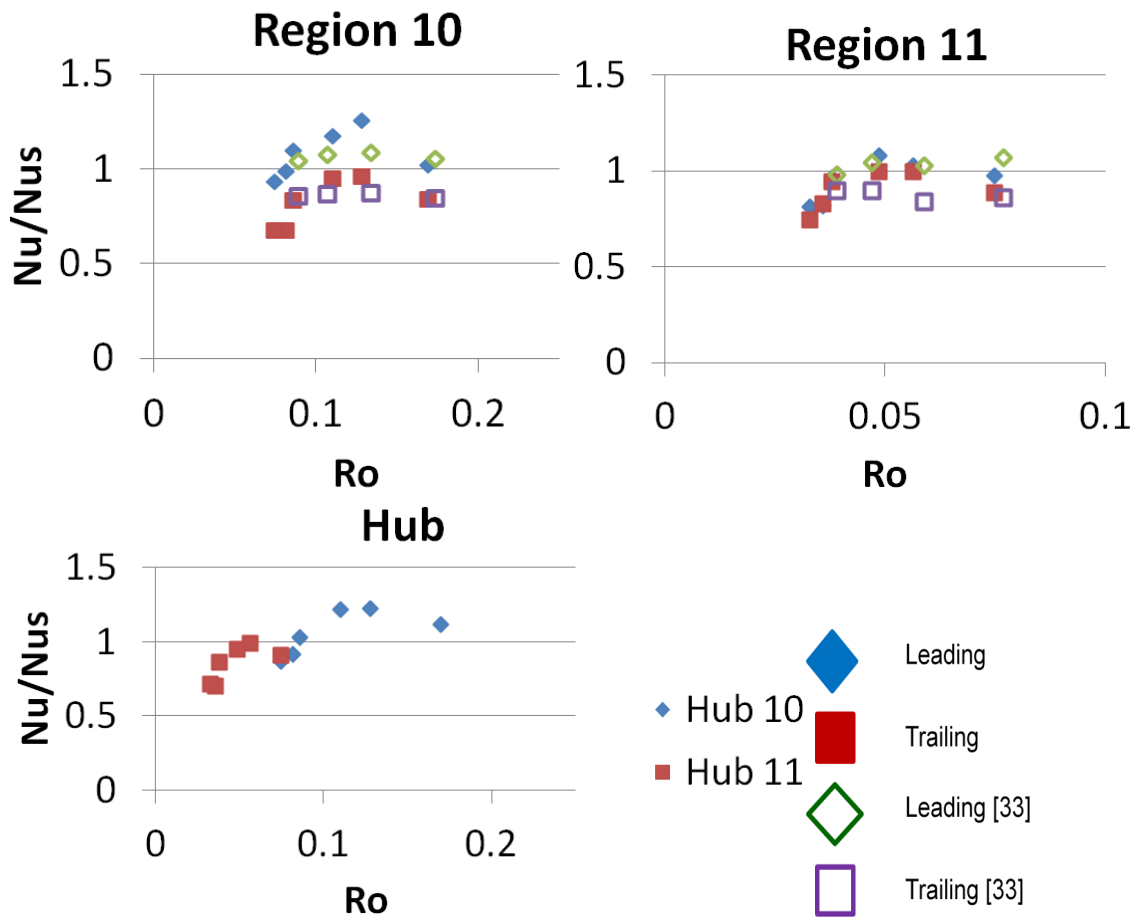 Region 10
1.5
1
0.5
0
0
0.1
0.2
Nu/Nus
Ro
Region 11
1.5
1
0.5
0
0
0.05
0.1
Ro
Hub
1.5
1
0.5
0
0
0.1
0.2
Nu/Nus
Ro
Hub 10
Hub 11
Leading
Trailing
Leading [33]
Trailing [33]